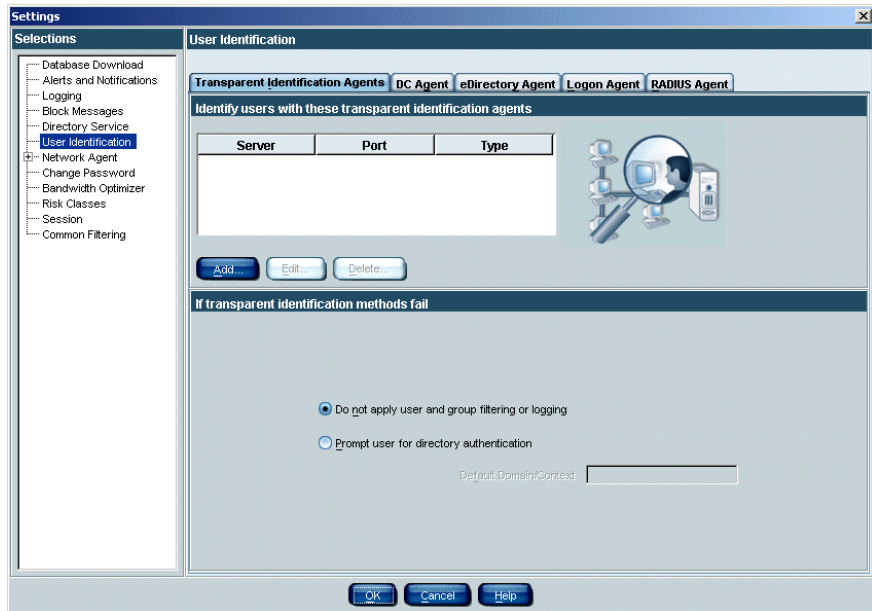 Settings
Selections
Database Download
Alerts and Notifications
Logging
Block Messages
Directory Service
User Identification
Network Agent
Change Password
Bandwidth Optimizer
Risk Classes
Session
Common Filtering
User Identification
Transparent Identification Agents DC Agent eDirectory Agent Logon Agent RADIUS Agent
Identify users with these transparent identification agents
Server Port Type
Add... Edit... Delete...
If transparent identification methods fail
Do not apply user and group filtering or logging
Prompt user for directory authentication
Default Domain/Context
OK Cancel Help